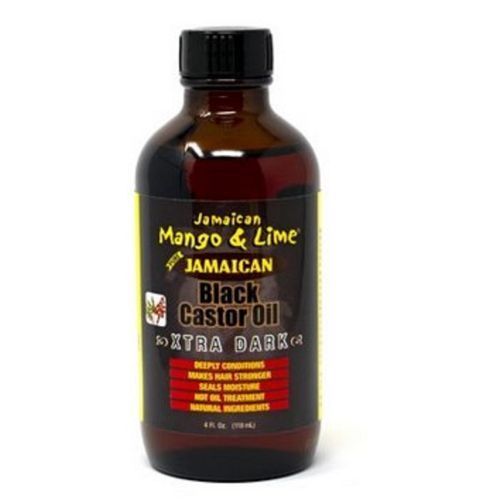 Jamaican
Mango & Lime®
PURE JAMAICAN
Black
Castor Oil
XTRA DARK
DEEPLY CONDITIONS
MAKES HAIR STRONGER
SEALS MOISTURE
HOT OIL TREATMENT
NATURAL INGREDIENTS
4 Fl. Oz. (118 mL)